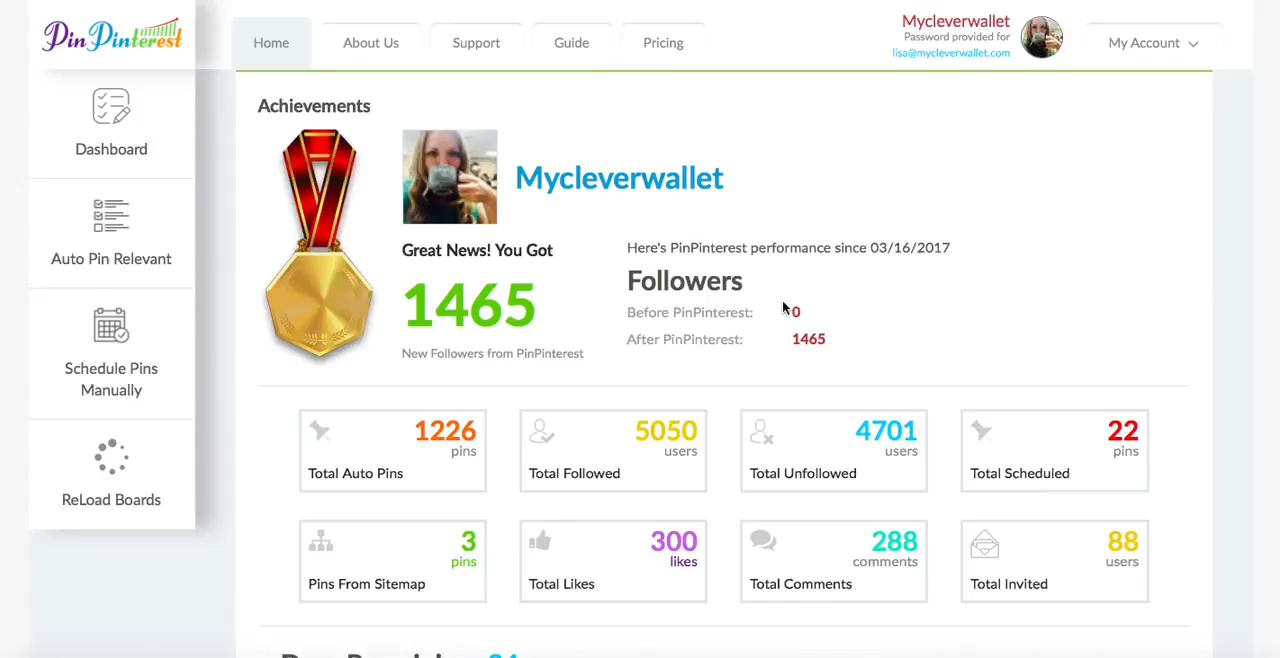 PinPinterest
Home
About Us
Support
Guide
Pricing
Mycleverwallet
Password provided for
lisa@mycleverwallet.com
My Account
Dashboard
Auto Pin Relevant
Schedule Pins
Manually
ReLoad Boards
Achievements
Mycleverwallet
Great News! You Got
1465
New Followers from PinPinterest
Here's PinPinterest performance since 03/16/2017
Followers
Before PinPinterest: 0
After PinPinterest: 1465
1226
pins
Total Auto Pins
5050
users
Total Followed
4701
users
Total Unfollowed
22
pins
Total Scheduled
3
pins
Pins From Sitemap
300
likes
Total Likes
288
comments
Total Comments
88
users
Total Invited